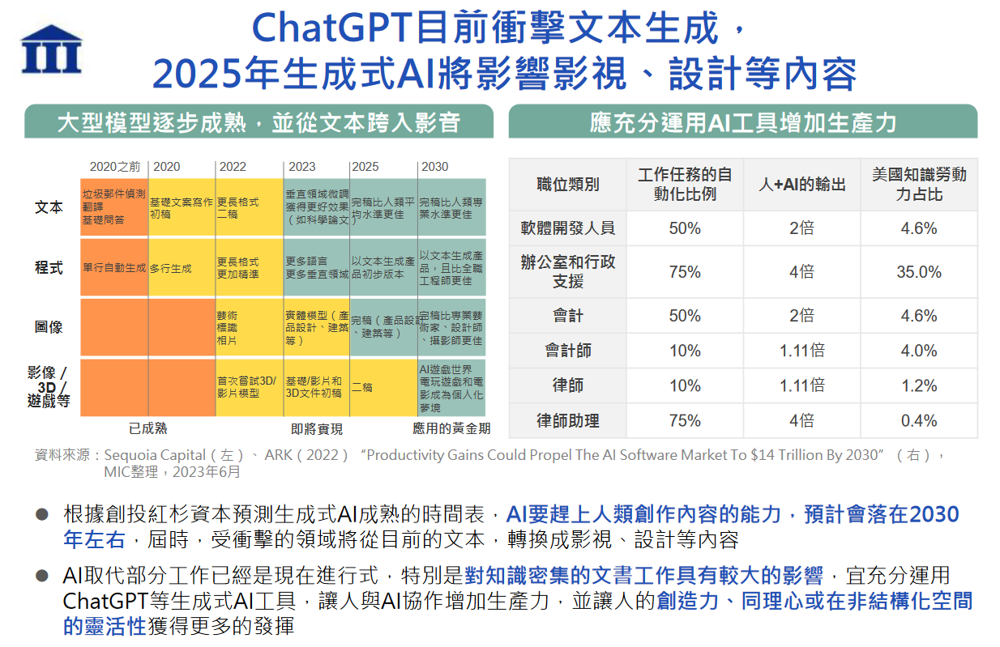 ChatGPT目前衝擊文本生成，
2025年生成式AI將影響影視、設計等內容
大型模型逐步成熟，並從文本跨入影音
2020之前 2020 2022 2023 2025 2030
文本
垃圾郵件偵測
翻譯
基礎問答
基礎文案寫作
初稿
更長格式
二稿
垂直領域微調
獲得更好效果
（如科學論文）
完稿比人類平
均水準更佳
完稿比人類專
業水準更佳
程式
單行自動生成
多行生成
更長格式
更加精準
更多語言
更多垂直領域
以文本生成產
品初步版本
以文本生成產
品，且比全職
工程師更佳
圖像
藝術
標識
相片
實體模型（產
品設計、建築
等）
完稿（產品設計
、建築等）
完稿比專業藝
術家、設計師
、攝影師更佳
影像 /
3D /
遊戲等
首次嘗試3D/
影片模型
基礎/影片和
3D文件初稿
二稿
AI遊戲世界
電玩遊戲和電
影成為個人化
夢境
已成熟 即將實現 應用的黃金期
應充分運用AI工具增加生產力
職位類別
工作任務的自
動化比例
人+AI的輸出
美國知識勞動
力占比
軟體開發人員 50% 2倍 4.6%
辦公室和行政
支援
75% 4倍 35.0%
會計 50% 2倍 4.6%
會計師 10% 1.11倍 4.0%
律師 10% 1.11倍 1.2%
律師助理 75% 4倍 0.4%
資料來源：Sequoia Capital（左）、ARK（2022）“Productivity Gains Could Propel The AI Software Market To $14 Trillion By 2030”（右），
MIC整理，2023年6月
● 根據創投紅杉資本預測生成式AI成熟的時間表，AI要趕上人類創作內容的能力，預計會落在2030
年左右，屆時，受衝擊的領域將從目前的文本，轉換成影視、設計等內容
● AI取代部分工作已經是現在進行式，特別是對知識密集的文書工作具有較大的影響，宜充分運用
ChatGPT等生成式AI工具，讓人與AI協作增加生產力，並讓人的創造力、同理心或在非結構化空間
的靈活性獲得更多的發揮